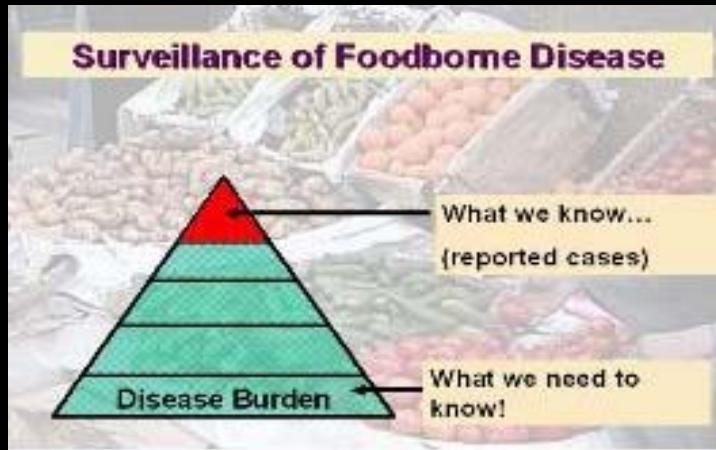 Surveillance of Foodborne Disease
What we know...
(reported cases)
What we need to
know!
Disease Burden